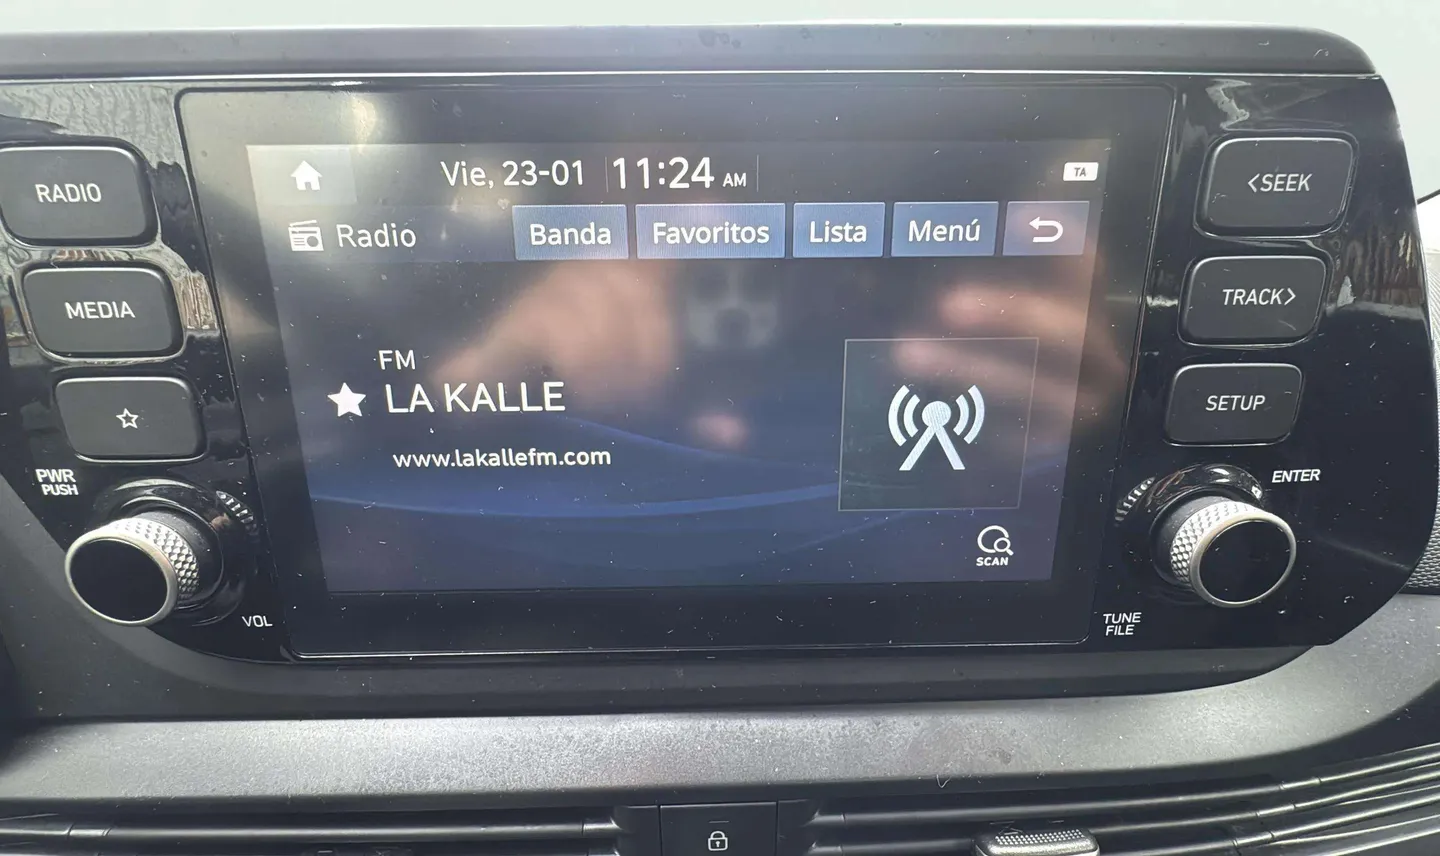 Vie, 23-01 11:24 AM TA
Radio Banda Favoritos Lista Menú
FM
LA KALLE
www.lakallefm.com
SCAN
RADIO
MEDIA
PWR
PUSH
VOL
<SEEK
TRACK>
SETUP
ENTER
TUNE
FILE